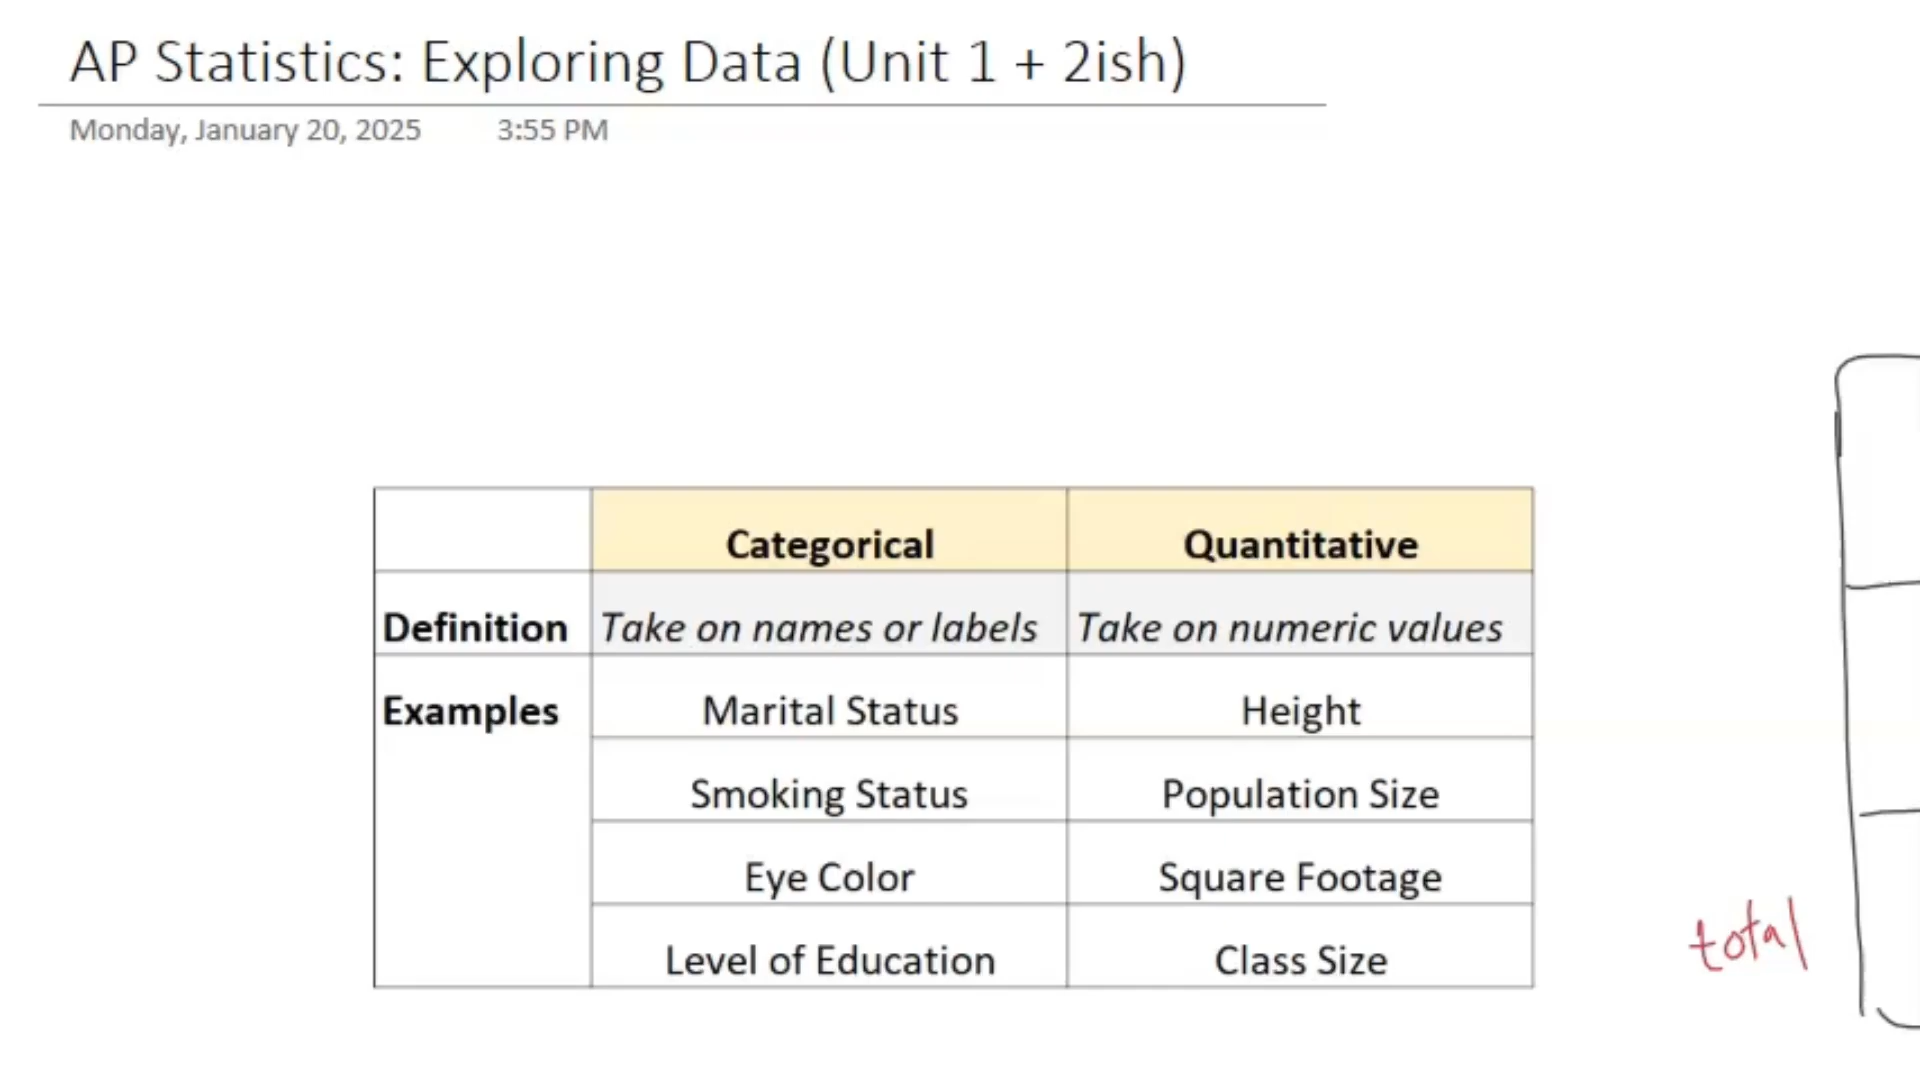 AP Statistics: Exploring Data (Unit 1 + 2ish)
Monday, January 20, 2025 3:55 PM
Categorical Quantitative
Definition Take on names or labels Take on numeric values
Examples Marital Status Height
Smoking Status Population Size
Eye Color Square Footage
Level of Education Class Size
total